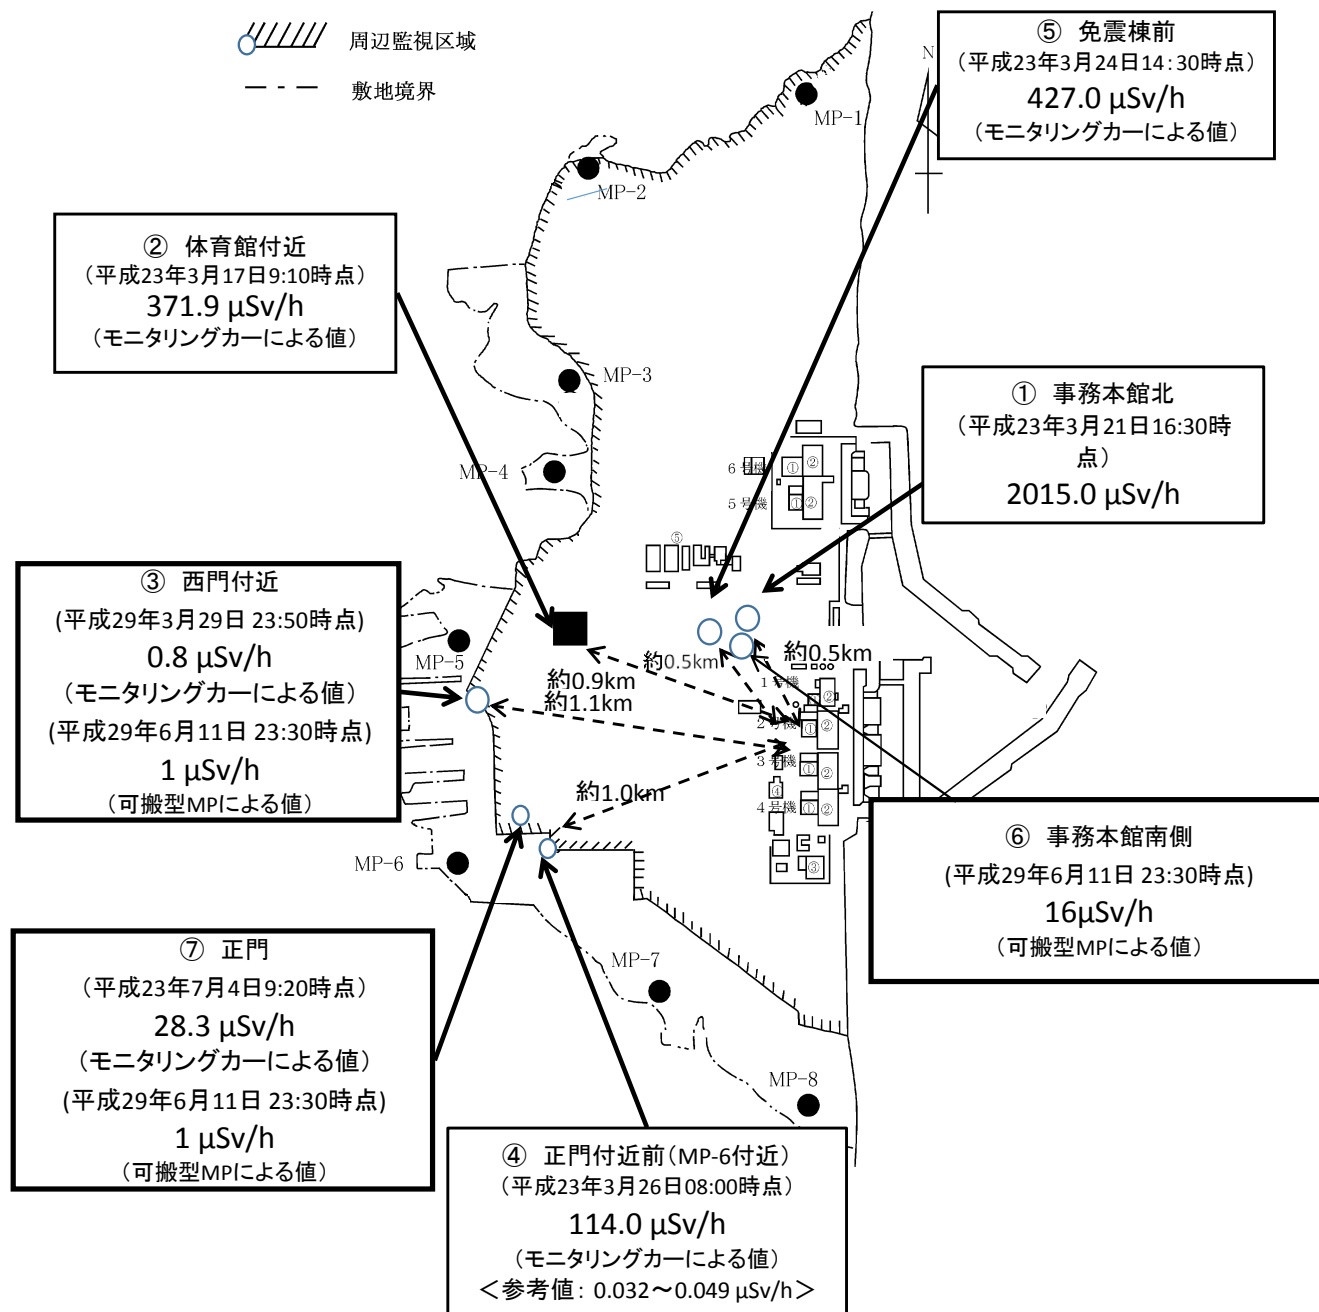 周辺監視区域
敷地境界
⑤ 免震棟前
（平成23年3月24日14:30時点）
427.0 μSv/h
（モニタリングカーによる値）
N
MP-1
MP-2
② 体育館付近
（平成23年3月17日9:10時点）
371.9 μSv/h
（モニタリングカーによる値）
MP-3
① 事務本館北
（平成23年3月21日16:30時
点）
2015.0 μSv/h
MP-4
6号機
①
②
5号機
①
②
⑤
③ 西門付近
(平成29年3月29日 23:50時点)
0.8 μSv/h
（モニタリングカーによる値）
(平成29年6月11日 23:30時点)
1 μSv/h
（可搬型MPによる値）
MP-5
約0.5km
約0.5km
約0.9km
約1.1km
1号機
②
2号機
①
②
3号機
①
②
④
4号機
①
②
③
約1.0km
⑥ 事務本館南側
(平成29年6月11日 23:30時点)
16μSv/h
（可搬型MPによる値）
MP-6
⑦ 正門
（平成23年7月4日9:20時点）
28.3 μSv/h
（モニタリングカーによる値）
(平成29年6月11日 23:30時点)
1 μSv/h
（可搬型MPによる値）
MP-7
MP-8
④ 正門付近前（MP-6付近）
（平成23年3月26日08:00時点）
114.0 μSv/h
（モニタリングカーによる値）
＜参考値：0.032～0.049 μSv/h＞